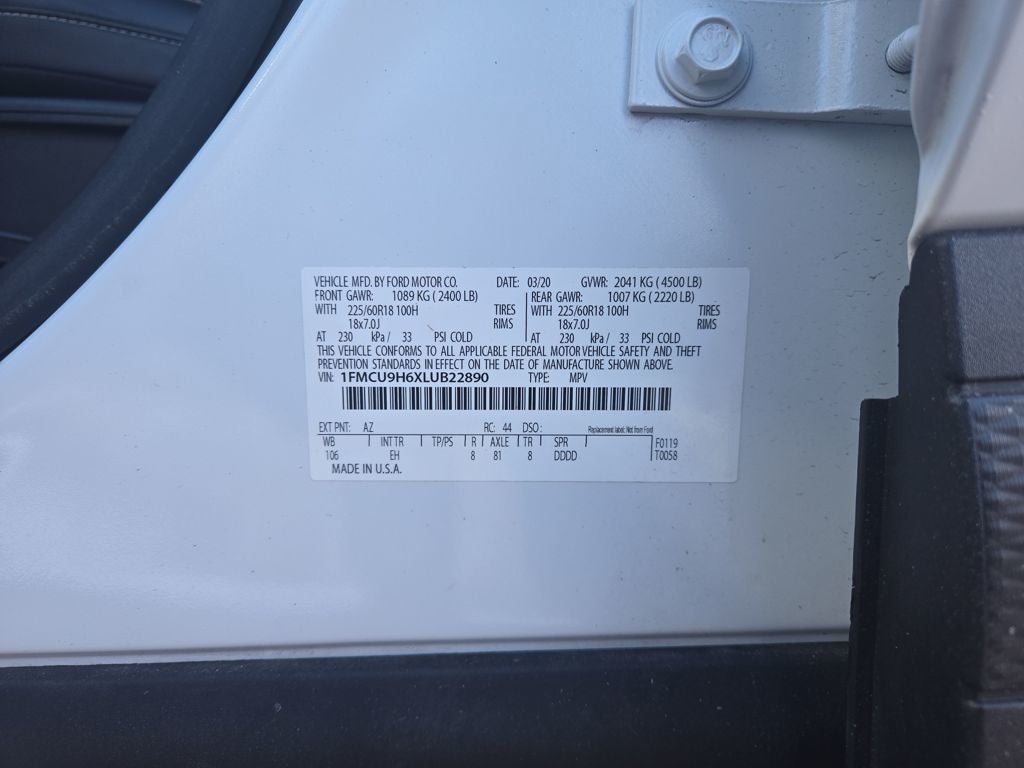 VEHICLE MFD. BY FORD MOTOR CO. DATE: 03/20 GVWR: 2041 KG ( 4500 LB)
FRONT GAWR: 1089 KG ( 2400 LB) REAR GAWR: 1007 KG ( 2220 LB)
WITH 225/60R18 100H TIRES WITH 225/60R18 100H TIRES
18x7.0J RIMS 18x7.0J RIMS
AT 230 kPa/ 33 PSI COLD AT 230 kPa/ 33 PSI COLD
THIS VEHICLE CONFORMS TO ALL APPLICABLE FEDERAL MOTOR VEHICLE SAFETY AND THEFT
PREVENTION STANDARDS IN EFFECT ON THE DATE OF MANUFACTURE SHOWN ABOVE.
VIN: 1FMCU9H6XLUB22890 TYPE: MPV
EXT PNT: AZ RC: 44 DSO: Replacement label: Not from Ford
WB INT TR TP/PS R AXLE TR SPR F0119
106 EH 8 81 8 DDDD T0058
MADE IN U.S.A.